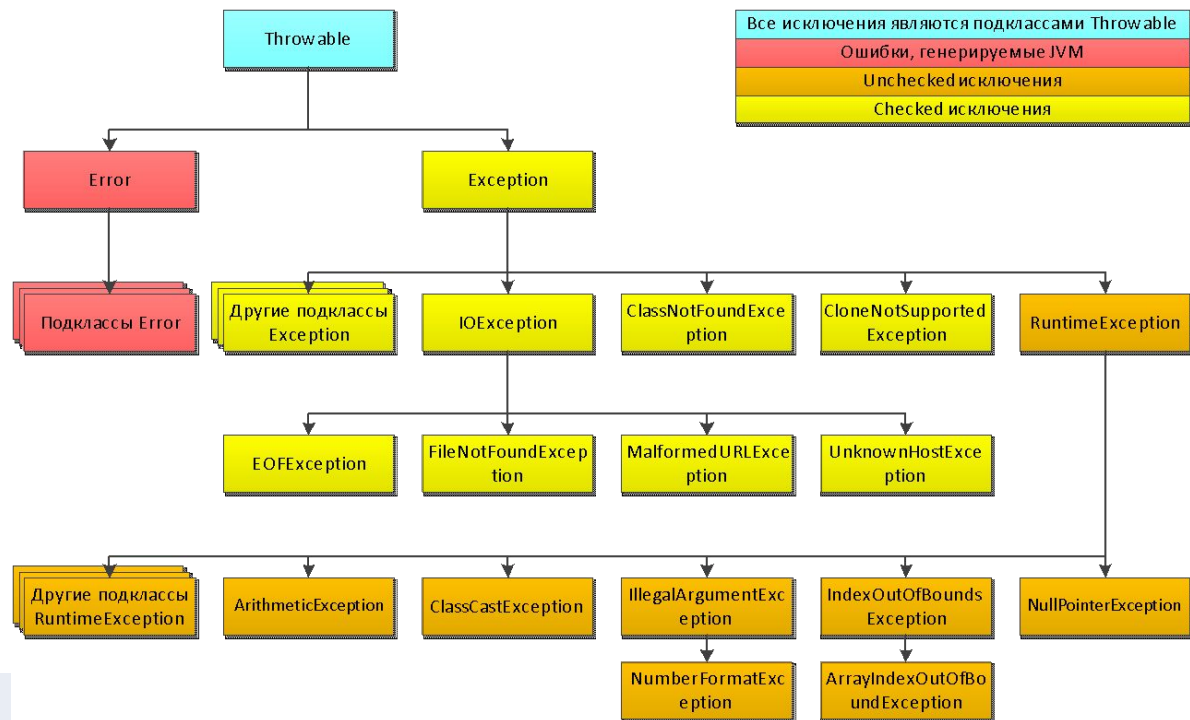 Throwable
Все исключения являются подклассами Throwable
Ошибки, генерируемые JVM
Unchecked исключения
Checked исключения
Error
Exception
Подклассы Error
Другие подклассы
Exception
IOException
ClassNotFoundExce
ption
CloneNotSupported
Exception
RuntimeException
EOFException
FileNotFoundExcep
tion
MalformedURLExce
ption
UnknownHostExce
ption
Другие подклассы
RuntimeException
ArithmeticException
ClassCastException
IllegalArgumentExc
eption
IndexOutOfBounds
Exception
NullPointerException
NumberFormatExc
eption
ArrayIndexOutOfBo
undException